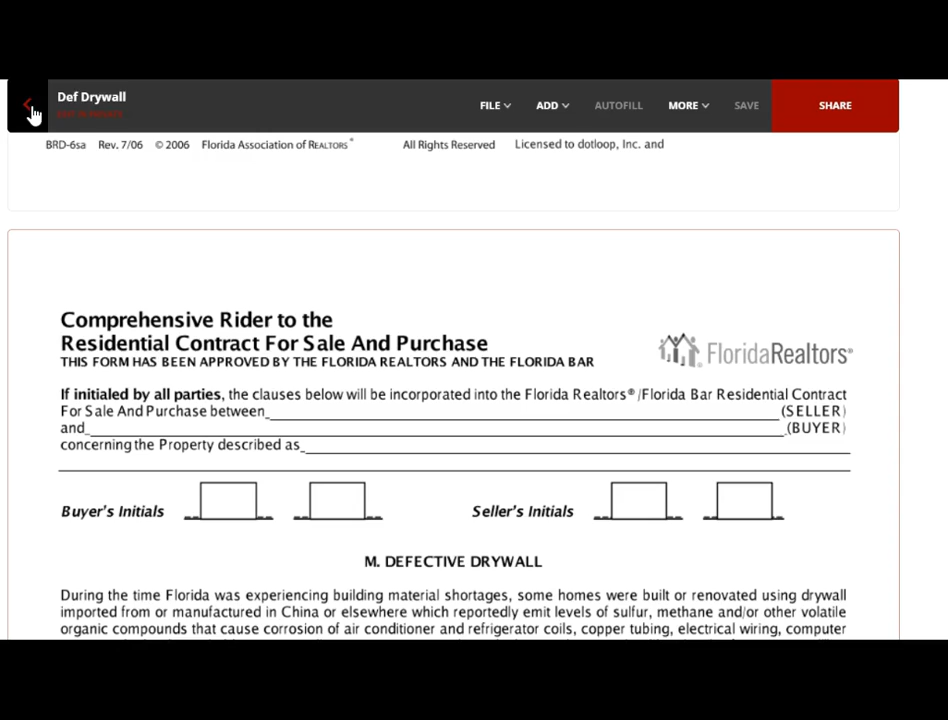 Def Drywall
FILE ADD AUTOFILL MORE SAVE SHARE
BRD-6sa Rev. 7/06 © 2006 Florida Association of REALTORS® All Rights Reserved Licensed to dotloop, Inc. and
Comprehensive Rider to the
Residential Contract For Sale And Purchase
THIS FORM HAS BEEN APPROVED BY THE FLORIDA REALTORS AND THE FLORIDA BAR
FloridaRealtors®
If initialed by all parties, the clauses below will be incorporated into the Florida Realtors®/Florida Bar Residential Contract
For Sale And Purchase between (SELLER)
and (BUYER)
concerning the Property described as
Buyer's Initials Seller's Initials
M. DEFECTIVE DRYWALL
During the time Florida was experiencing building material shortages, some homes were built or renovated using drywall
imported from or manufactured in China or elsewhere which reportedly emit levels of sulfur, methane and/or other volatile
organic compounds that cause corrosion of air conditioner and refrigerator coils, copper tubing, electrical wiring, computer